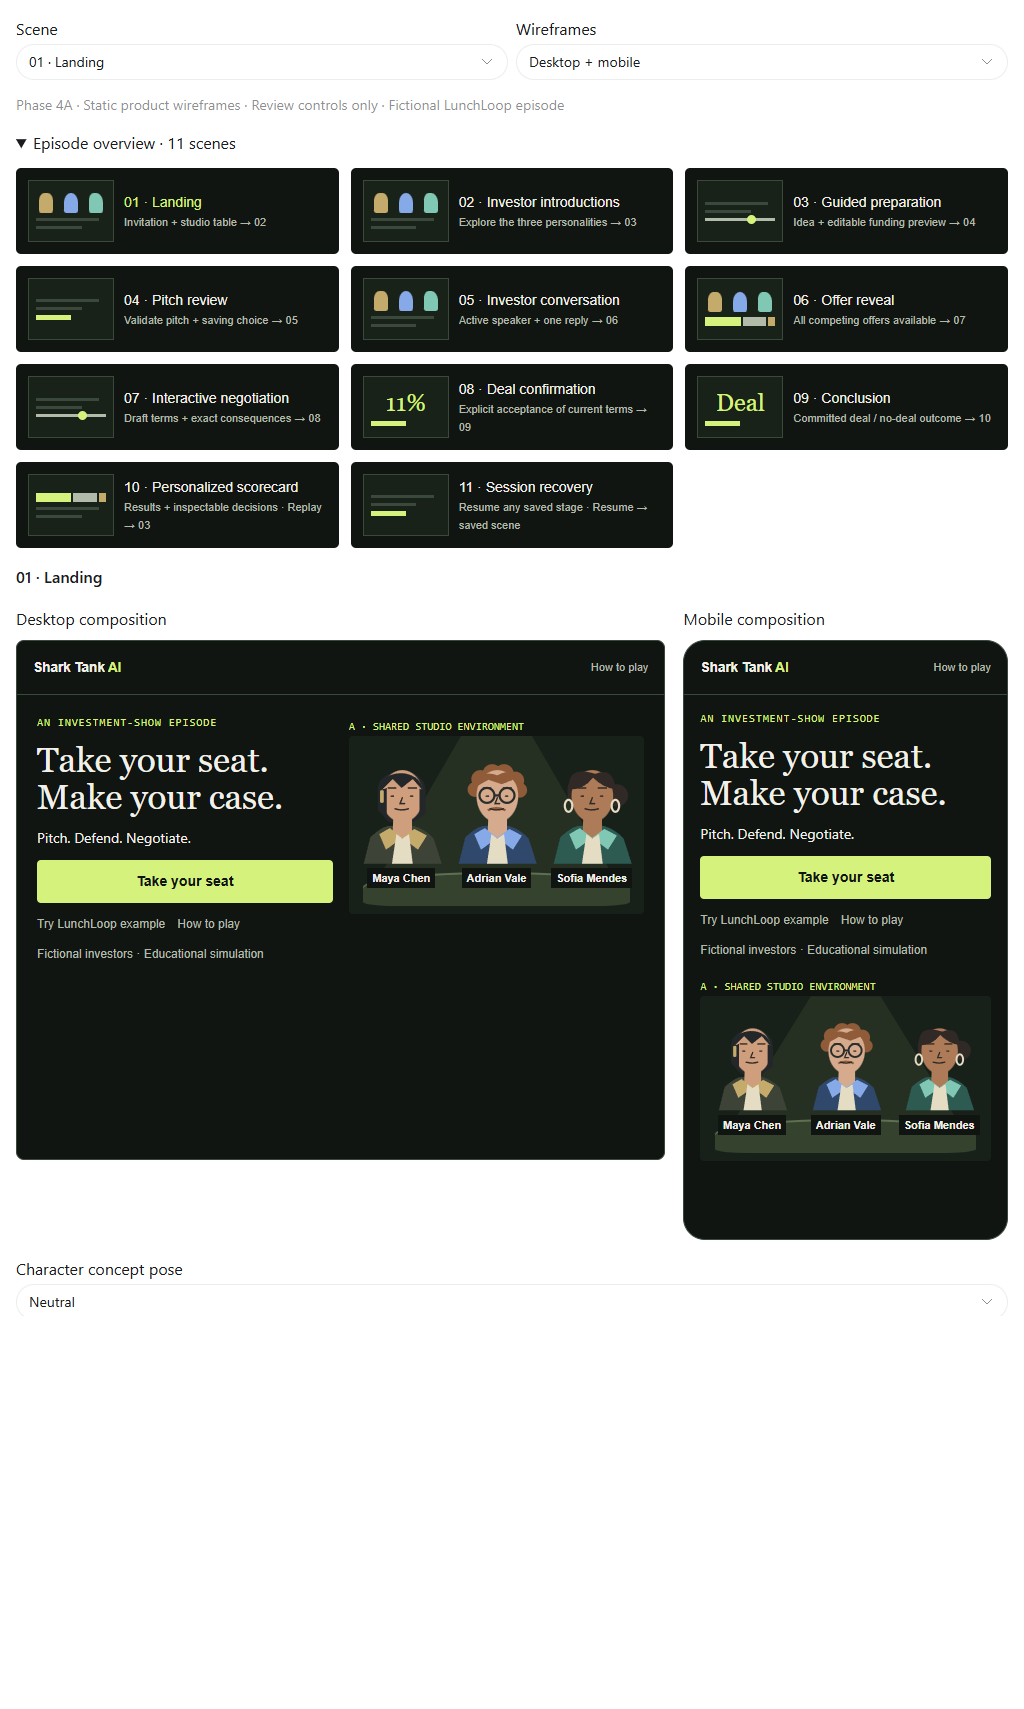 Scene
Wireframes
01 · Landing
Desktop + mobile
Phase 4A · Static product wireframes · Review controls only · Fictional LunchLoop episode
▼ Episode overview · 11 scenes
01 · Landing
Invitation + studio table → 02
02 · Investor introductions
Explore the three personalities → 03
03 · Guided preparation
Idea + editable funding preview → 04
04 · Pitch review
Validate pitch + saving choice → 05
05 · Investor conversation
Active speaker + one reply → 06
06 · Offer reveal
All competing offers available → 07
07 · Interactive negotiation
Draft terms + exact consequences → 08
11%
08 · Deal confirmation
Explicit acceptance of current terms →
09
Deal
09 · Conclusion
Committed deal / no-deal outcome → 10
10 · Personalized scorecard
Results + inspectable decisions · Replay
→ 03
11 · Session recovery
Resume any saved stage · Resume →
saved scene
01 · Landing
Desktop composition
Shark Tank AI
How to play
AN INVESTMENT-SHOW EPISODE
Take your seat.
Make your case.
Pitch. Defend. Negotiate.
Take your seat
Try LunchLoop example
How to play
Fictional investors · Educational simulation
A · SHARED STUDIO ENVIRONMENT
Maya Chen
Adrian Vale
Sofia Mendes
Mobile composition
Shark Tank AI
How to play
AN INVESTMENT-SHOW EPISODE
Take your seat.
Make your case.
Pitch. Defend. Negotiate.
Take your seat
Try LunchLoop example
How to play
Fictional investors · Educational simulation
A · SHARED STUDIO ENVIRONMENT
Maya Chen
Adrian Vale
Sofia Mendes
Character concept pose
Neutral